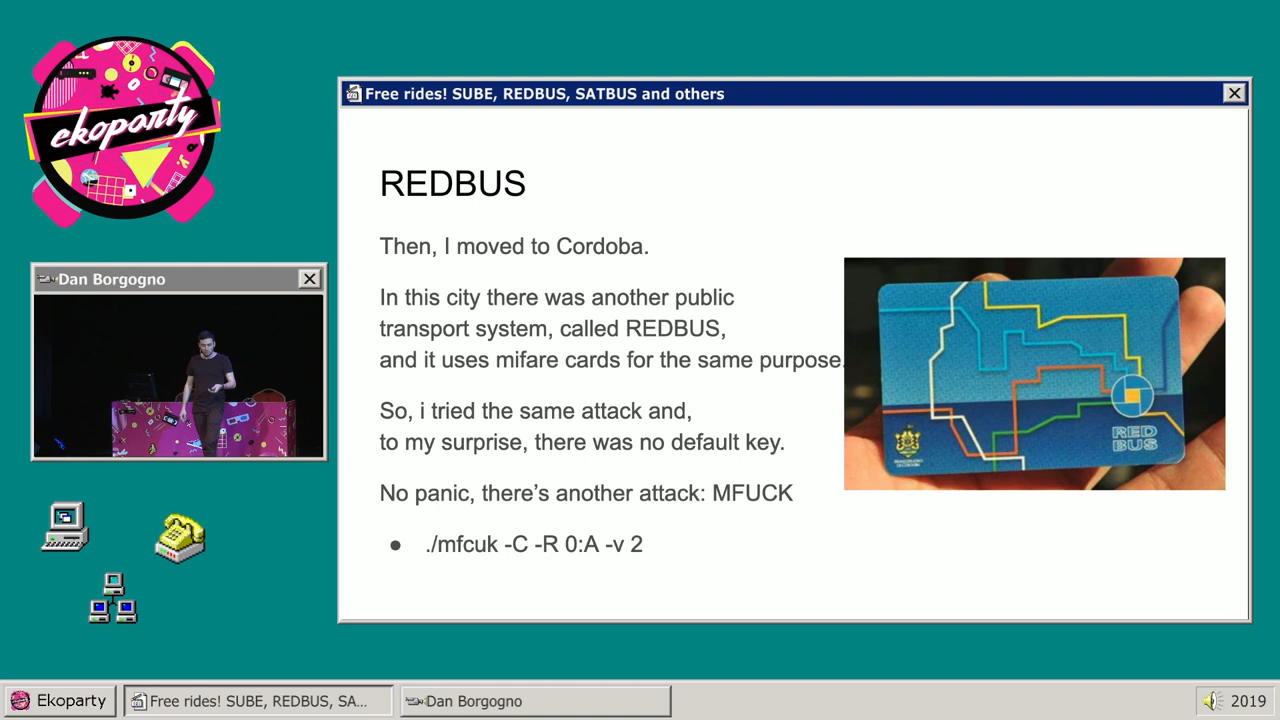 ekoparty
Free rides! SUBE, REDBUS, SATBUS and others
REDBUS
Then, I moved to Cordoba.
In this city there was another public
transport system, called REDBUS,
and it uses mifare cards for the same purpose.
So, i tried the same attack and,
to my surprise, there was no default key.
No panic, there’s another attack: MFUCK
● ./mfcuk -C -R 0:A -v 2
RED
BUS
Dan Borgogno
Ekoparty
Free rides! SUBE, REDBUS, SA...
Dan Borgogno
2019